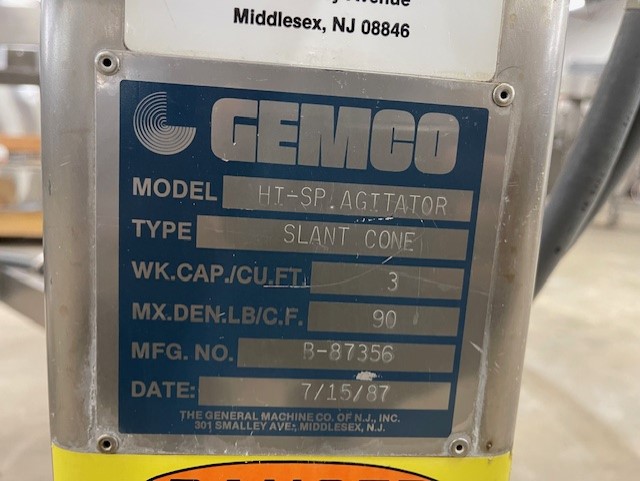 Middlesex, NJ 08846
GEMCO
MODEL HI-SP.AGITATOR
TYPE SLANT CONE
WK.CAP./CU.FT. 3
MX.DEN.LB/C.F. 90
MFG. NO. B-87356
DATE: 7/15/87
THE GENERAL MACHINE CO. OF N.J., INC.
301 SMALLEY AVE., MIDDLESEX, N.J.